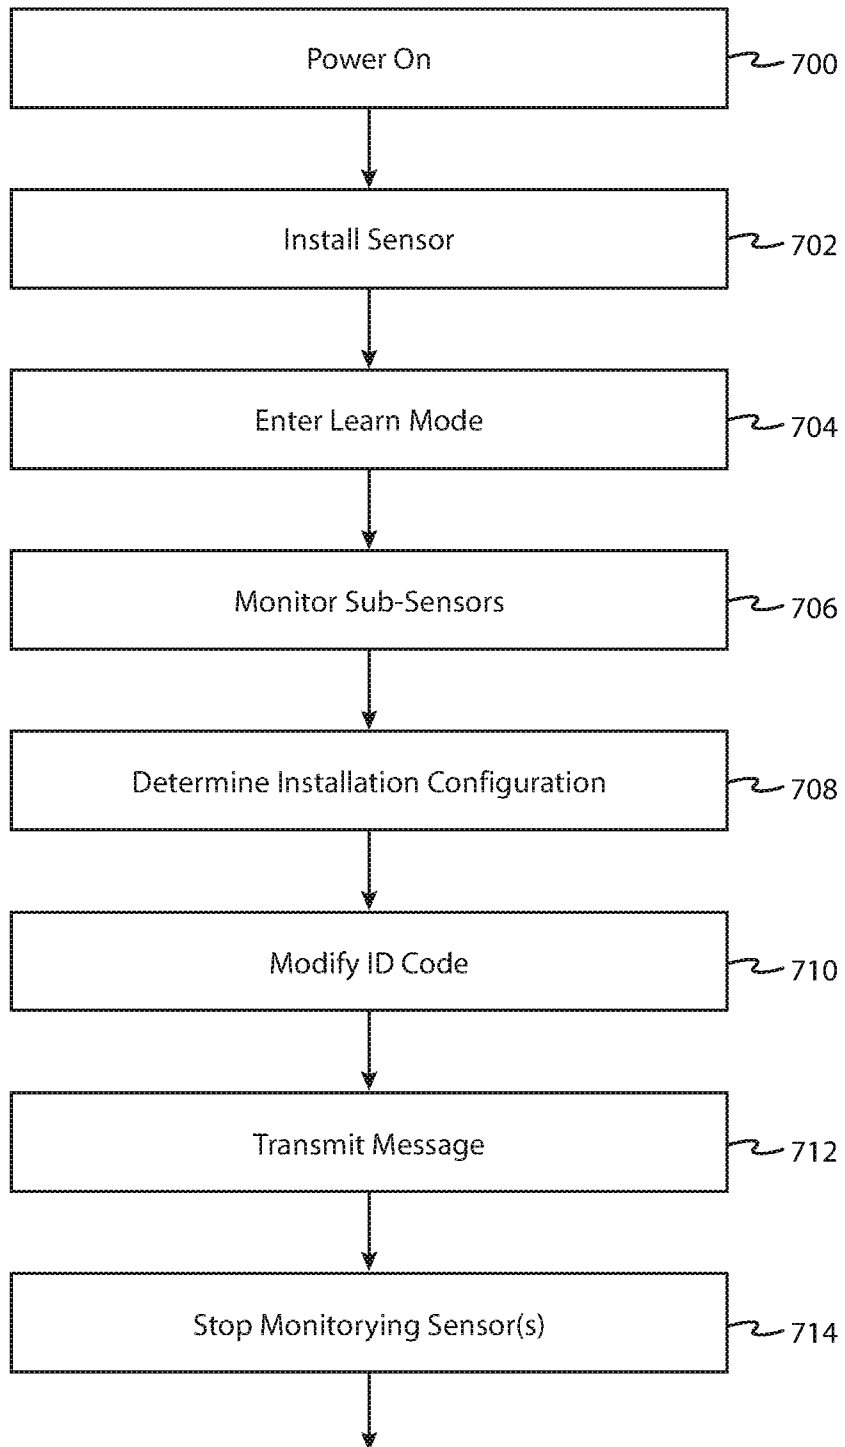 Power On
700
Install Sensor
702
Enter Learn Mode
704
Monitor Sub-Sensors
706
Determine Installation Configuration
708
Modify ID Code
710
Transmit Message
712
Stop Monitorying Sensor(s)
714